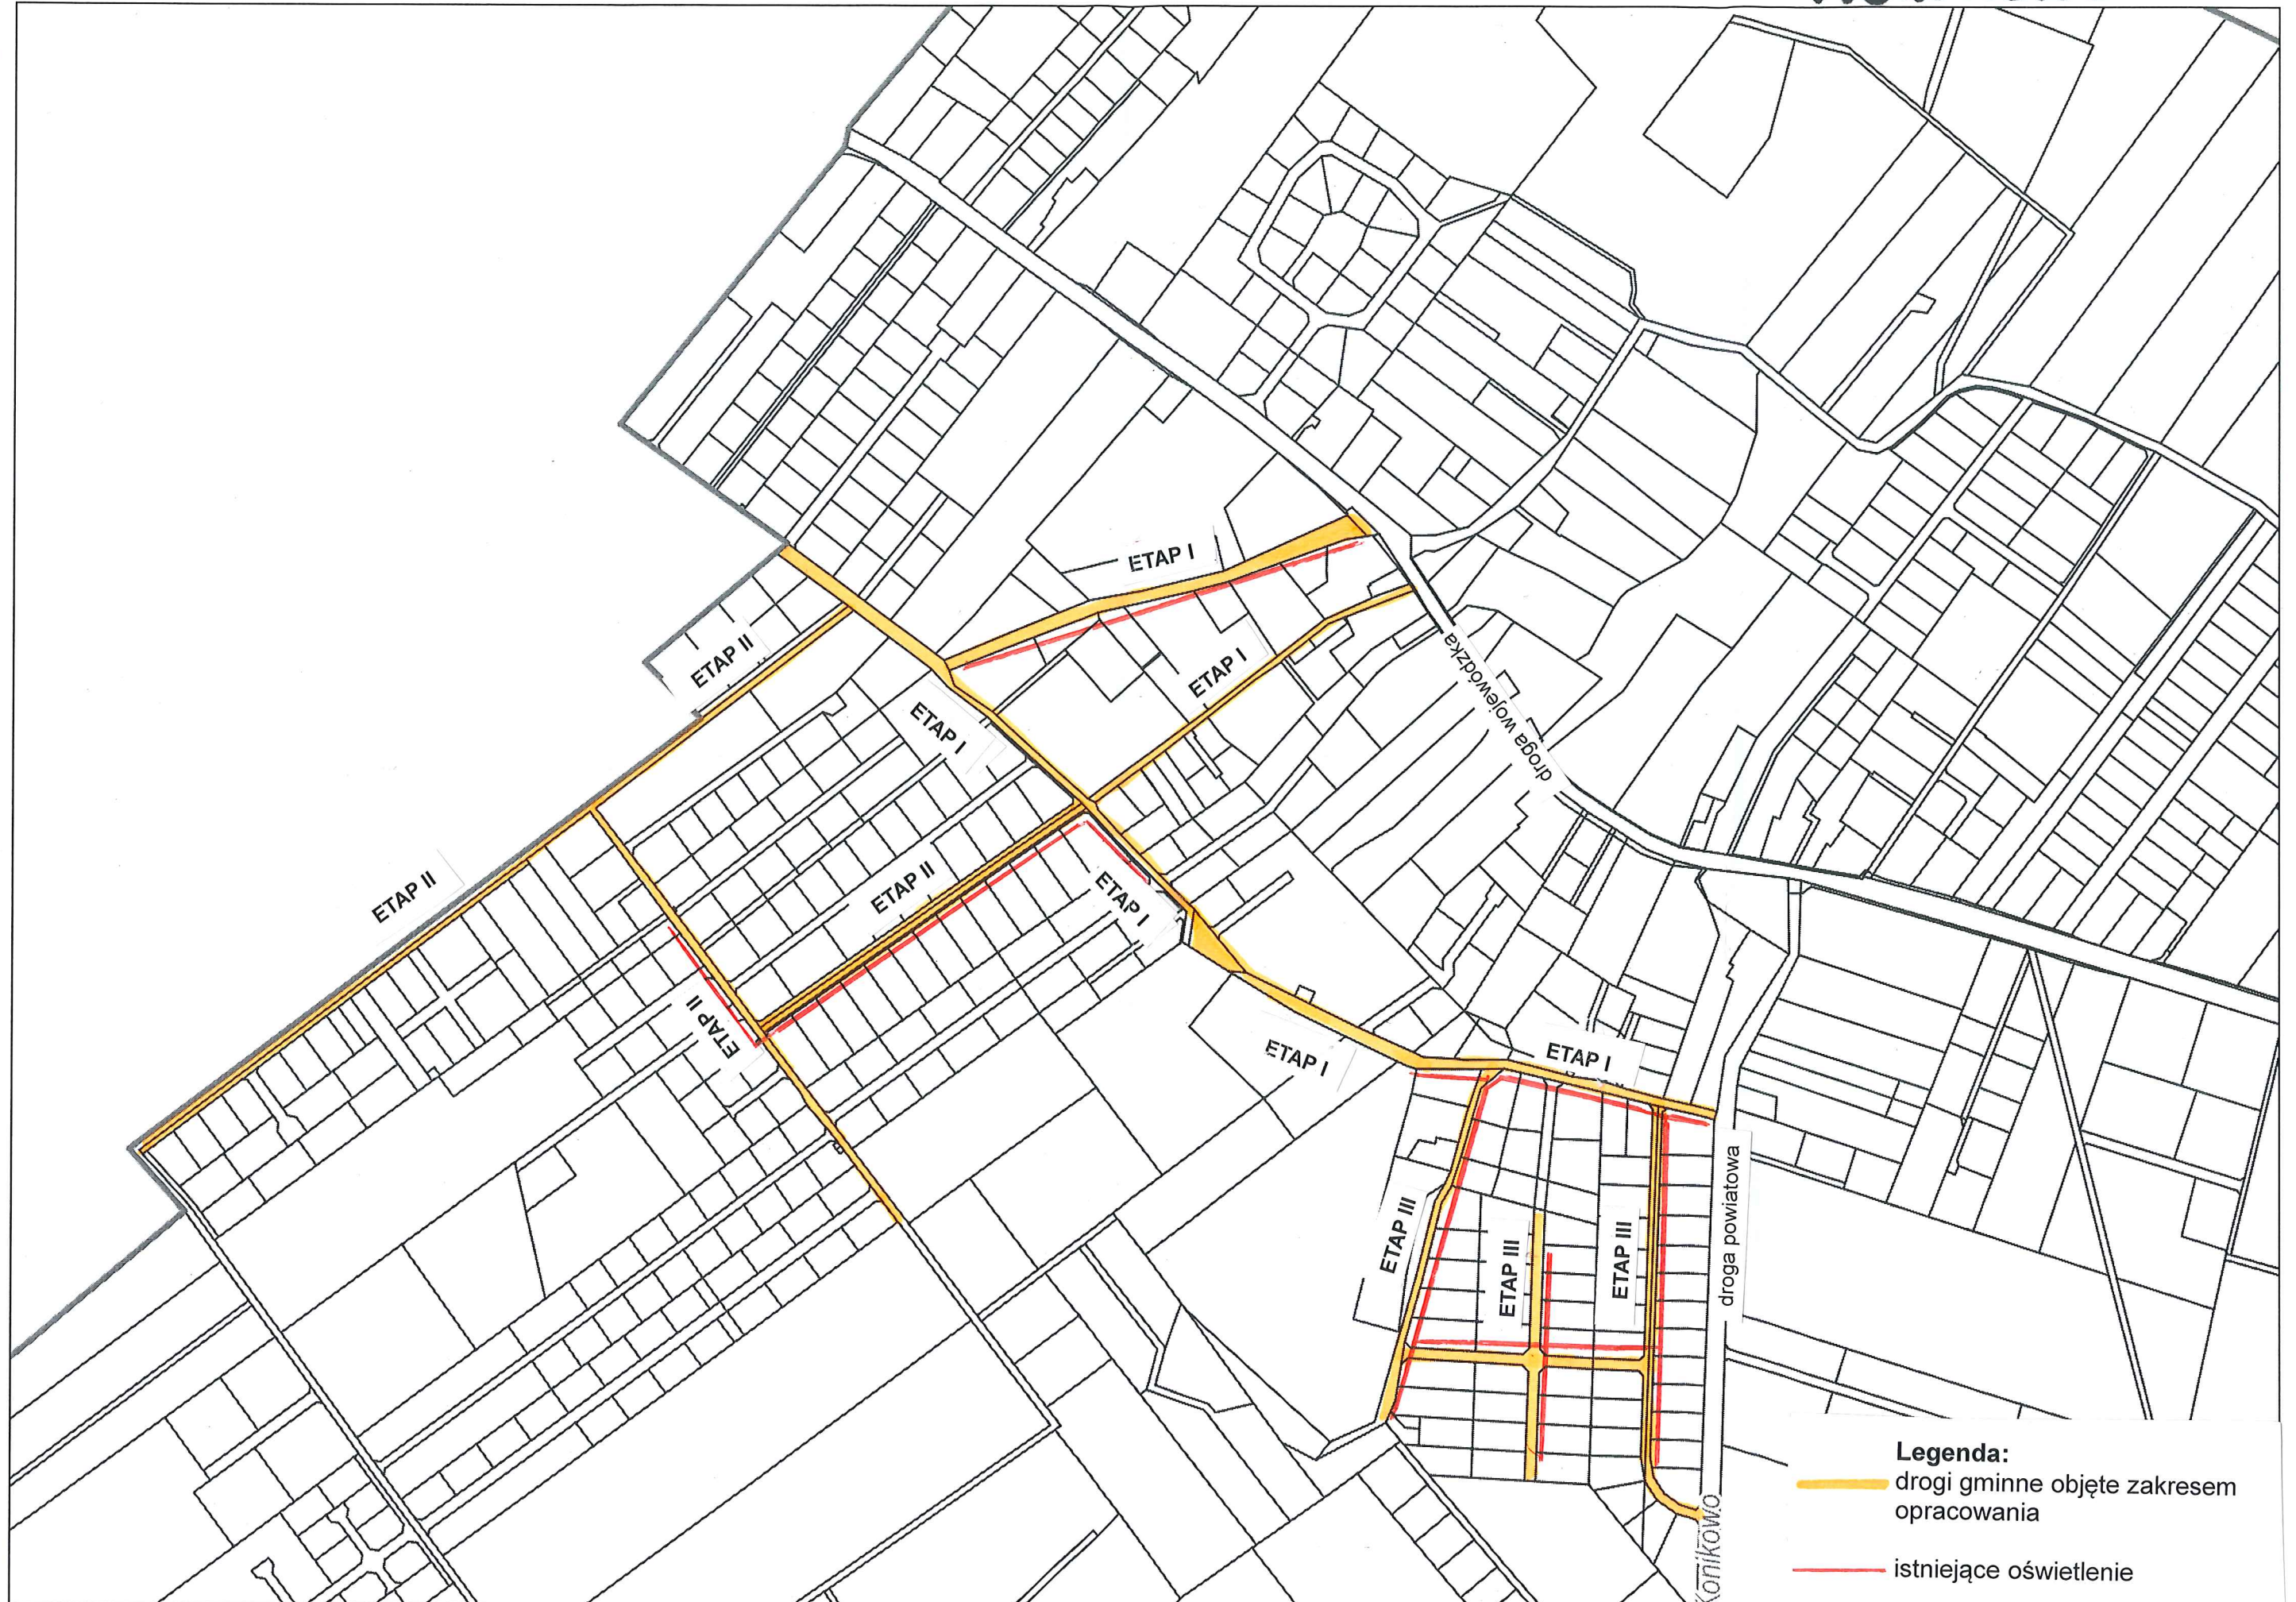 ETAP I
ETAP II
ETAP I
ETAP I
droga wojewódzka
ETAP II
ETAP II
ETAP I
ETAP II
ETAP I
ETAP I
ETAP III
ETAP III
ETAP III
droga powiatowa
Konikowo
Legenda:
drogi gminne objęte zakresem
opracowania
istniejące oświetlenie